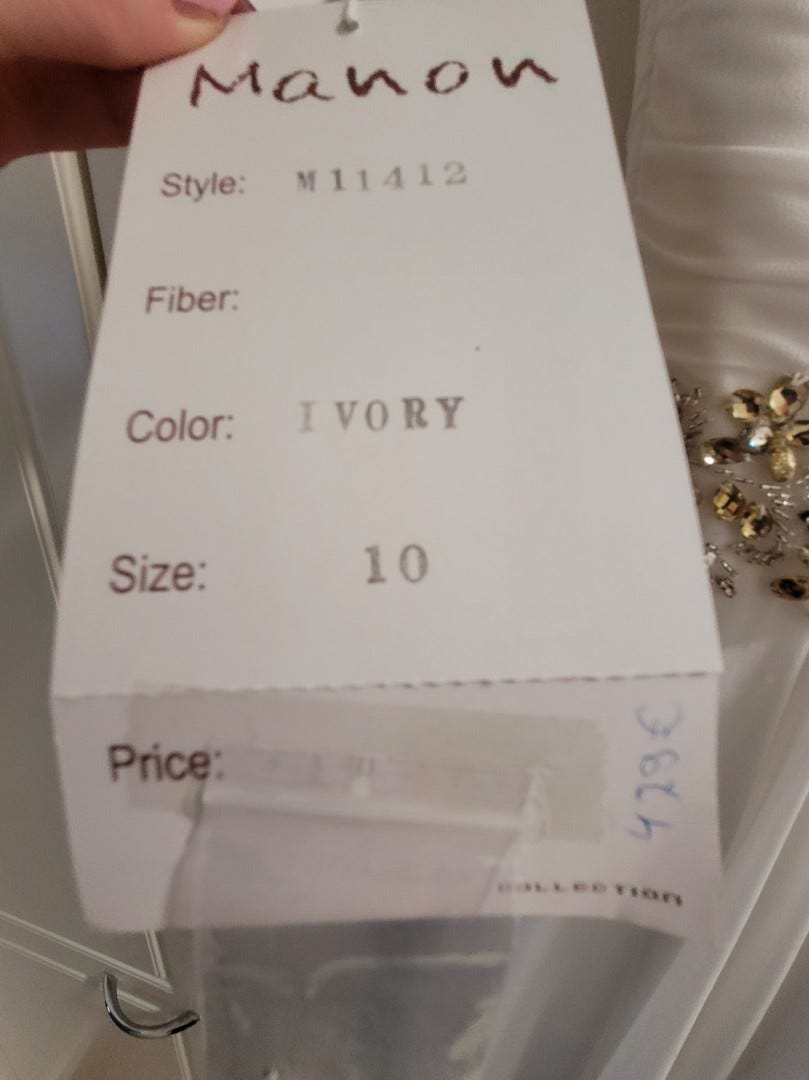 Manon
Style: M11412
Fiber:
Color: IVORY
Size: 10
Price:
429€
COLLECTION